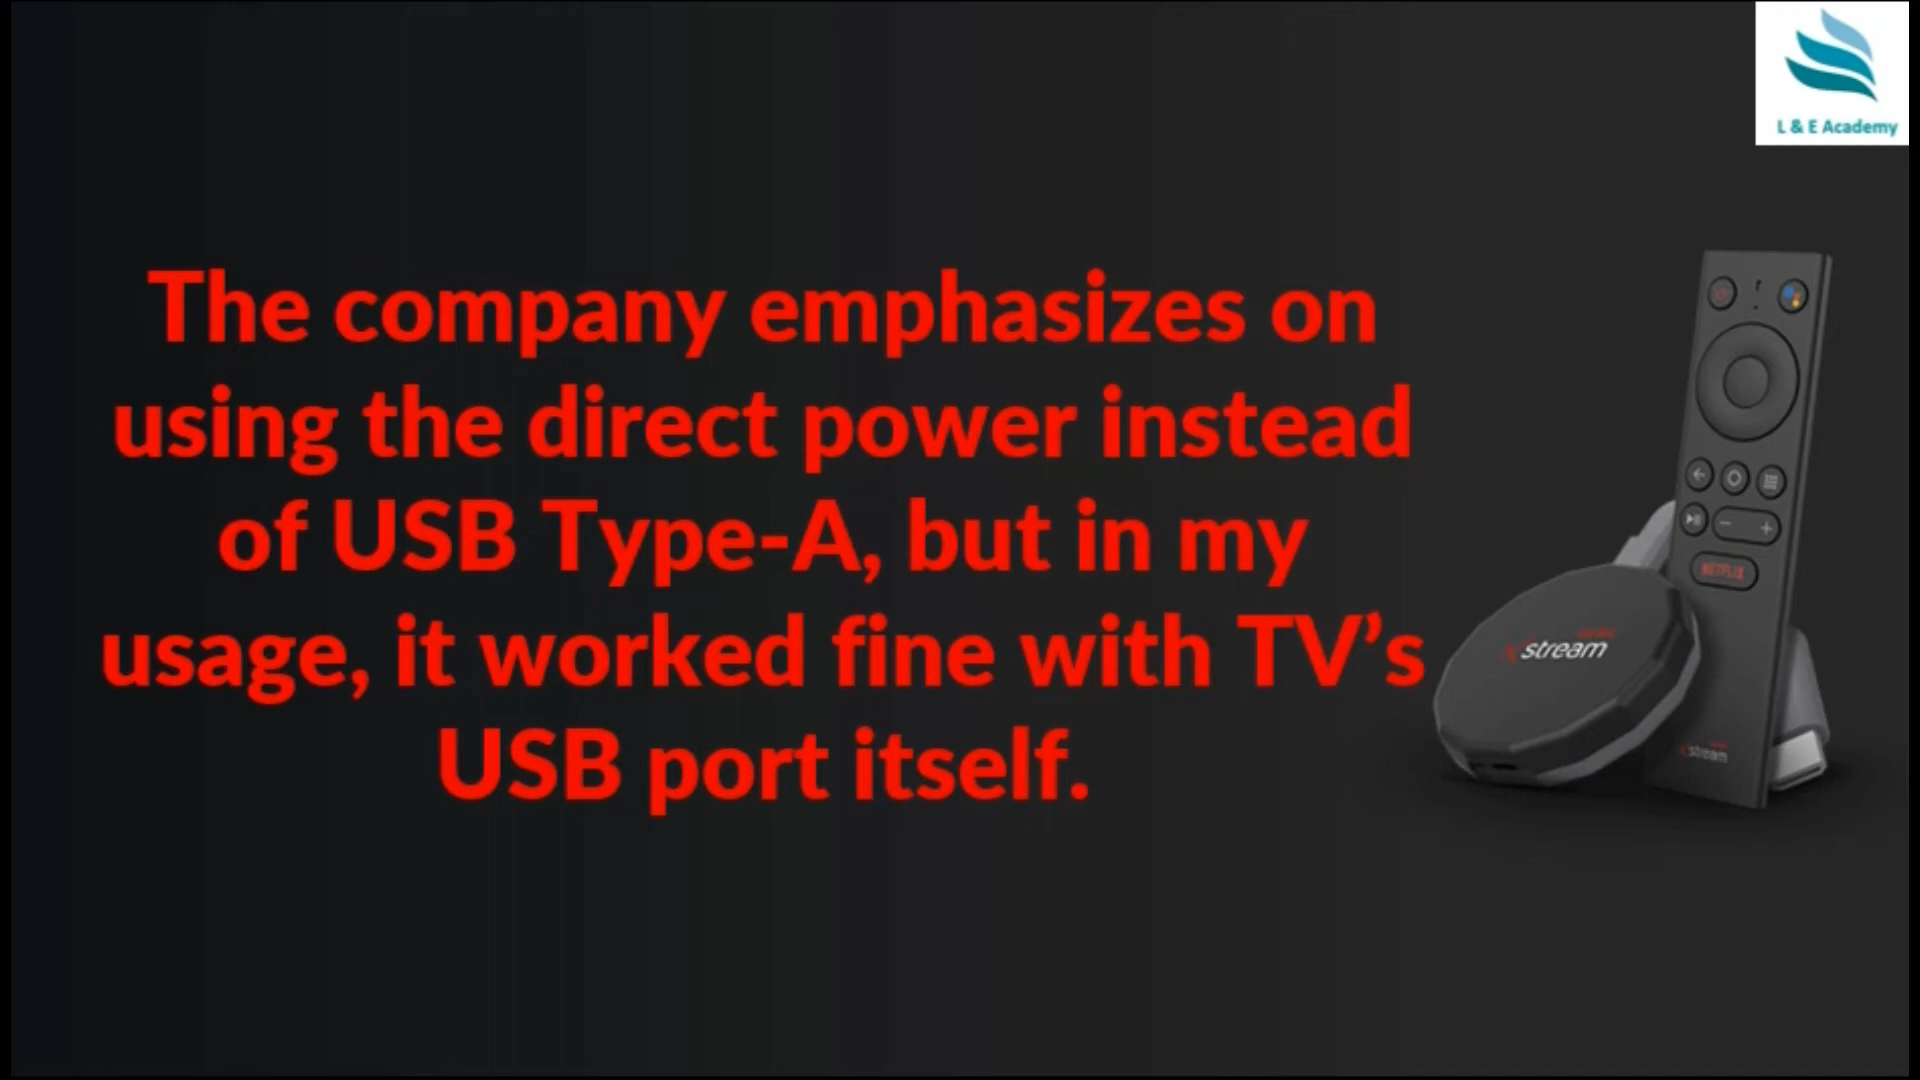 L & E Academy
The company emphasizes on
using the direct power instead
of USB Type-A, but in my
usage, it worked fine with TV’s
USB port itself.
NETFLIX
stream
stream